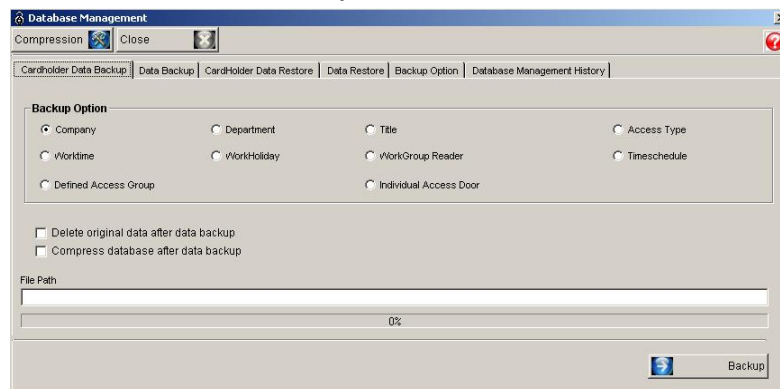 Database Management
Compression Close
Cardholder Data Backup Data Backup CardHolder Data Restore Data Restore Backup Option Database Management History
Backup Option
Company Department Title Access Type
Worktime WorkHoliday WorkGroup Reader Timeschedule
Defined Access Group Individual Access Door
Delete original data after data backup
Compress database after data backup
File Path
0%
Backup